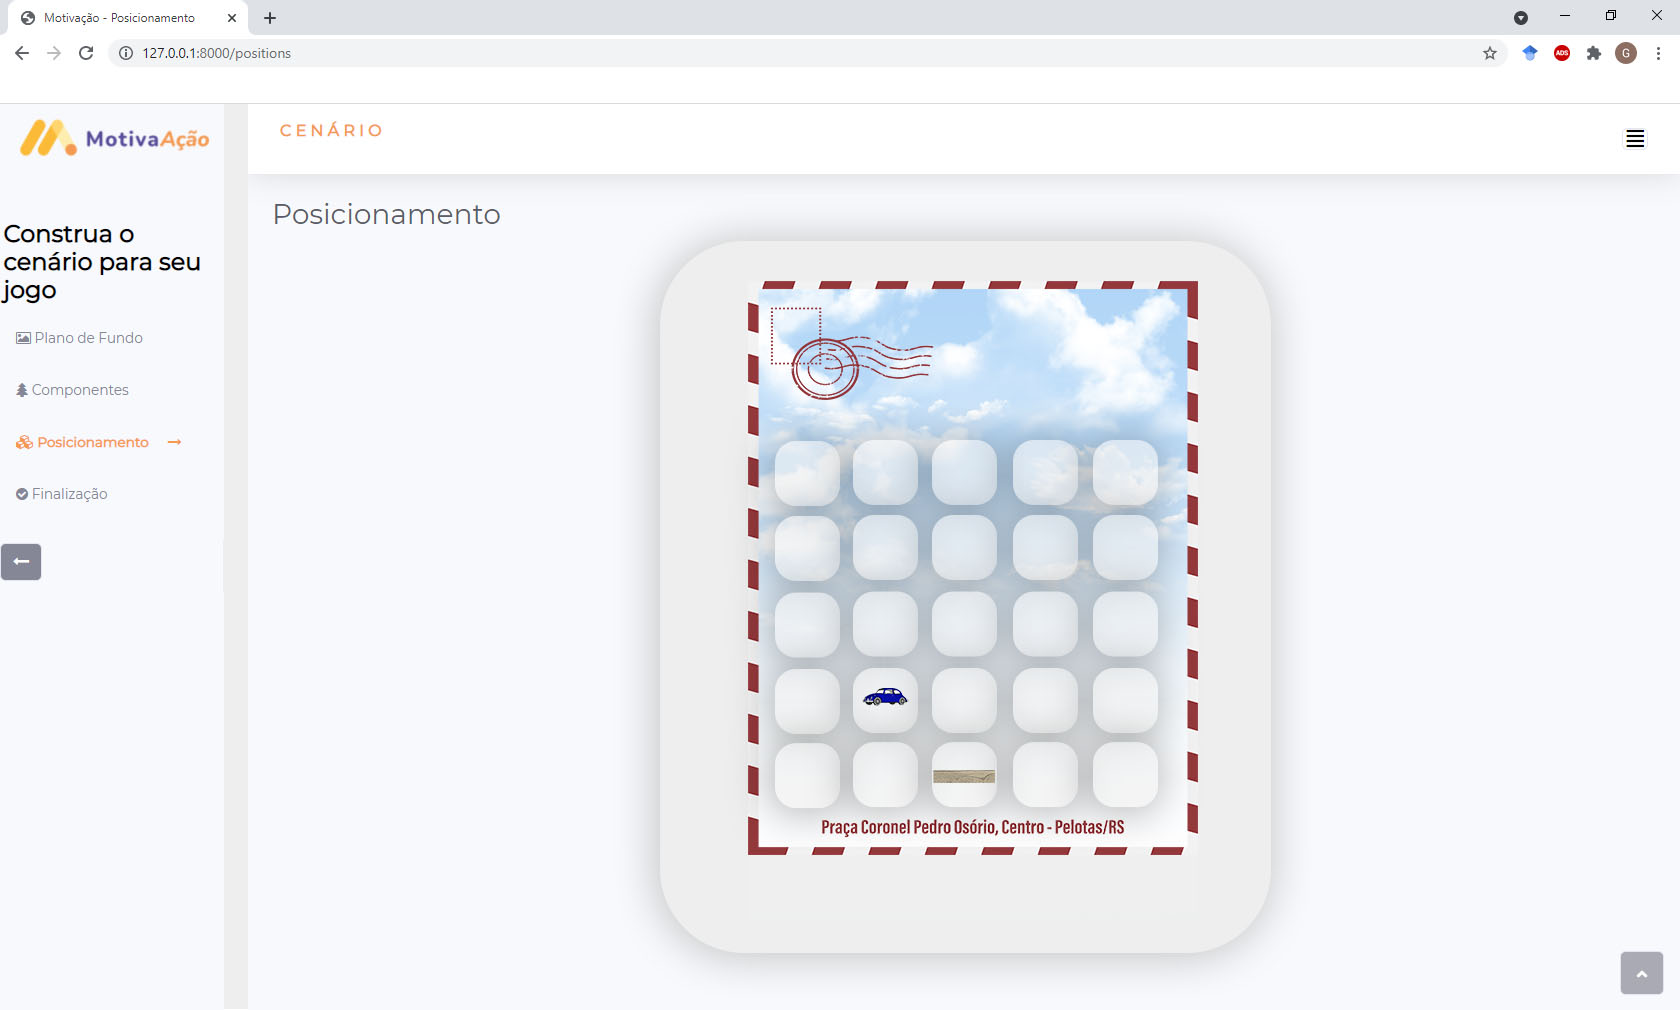 Motivação - Posicionamento
127.0.0.1:8000/positions
ADS
G
MotivaAção
CENÁRIO
Posicionamento
Construa o
cenário para seu
jogo
Plano de Fundo
Componentes
Posicionamento
Finalização
Praça Coronel Pedro Osório, Centro - Pelotas/RS